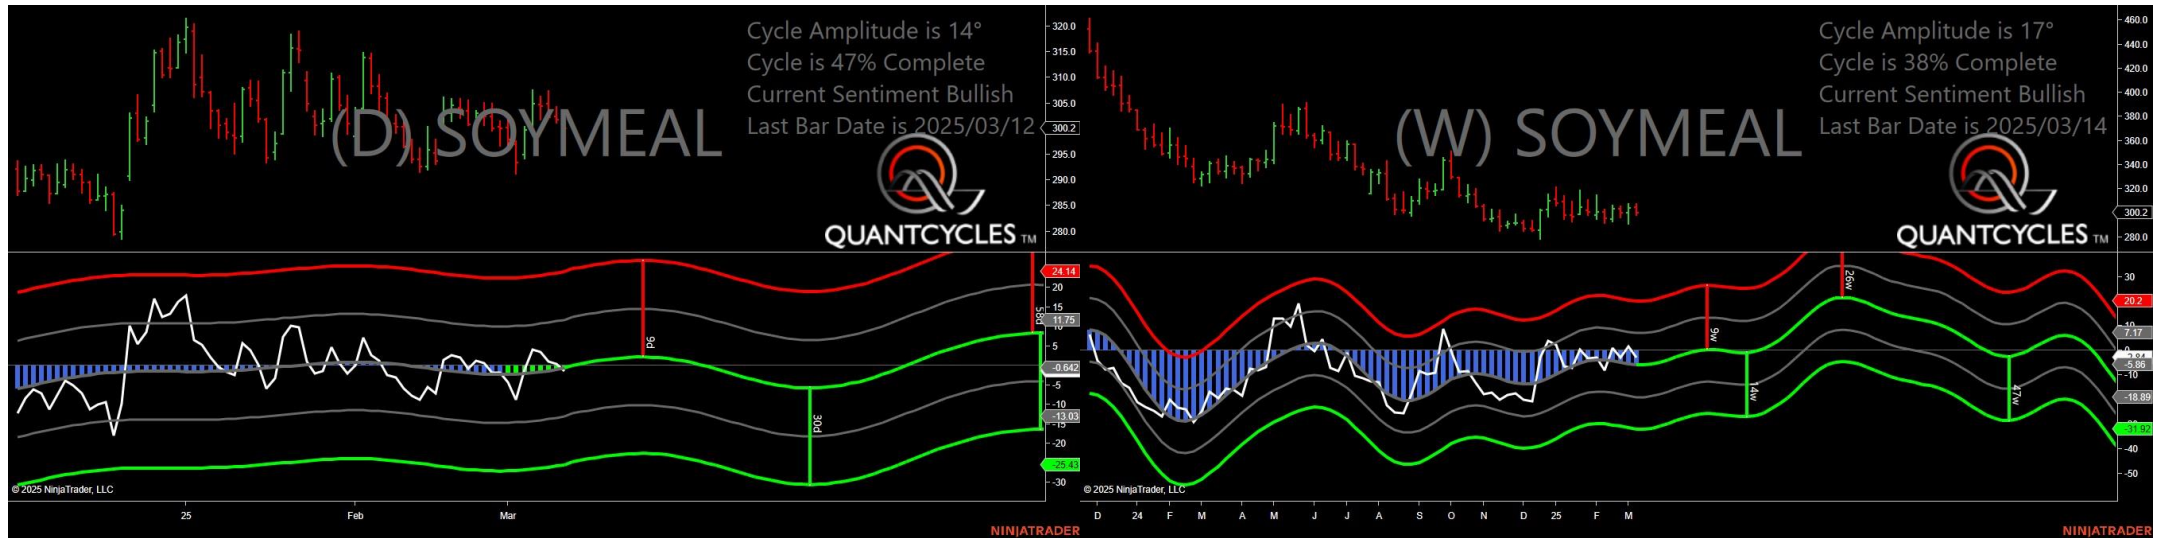 Cycle Amplitude is 14°
Cycle is 47% Complete
Current Sentiment Bullish
Last Bar Date is 2025/03/12
(D) SOYMEAL
QUANTCYCLES TM
320.0
315.0
310.0
305.0
300.2
295.0
290.0
285.0
280.0
24.14
20
15
11.75
10
5
-0.642
-5
-10
-13.03
-15
-20
-25.43
-30
9d
30d
58d
© 2025 NinjaTrader, LLC
25 Feb Mar
NINJATRADER
Cycle Amplitude is 17°
Cycle is 38% Complete
Current Sentiment Bullish
Last Bar Date is 2025/03/14
(W) SOYMEAL
QUANTCYCLES TM
460.0
440.0
420.0
400.0
380.0
360.0
340.0
320.0
300.2
280.0
30
20.2
10
7.17
0
-5.86
-10
-18.89
-31.92
-40
-50
9w
14w
26w
47w
© 2025 NinjaTrader, LLC
D 24 F M A M J J A S O N D 25 F M
NINJATRADER